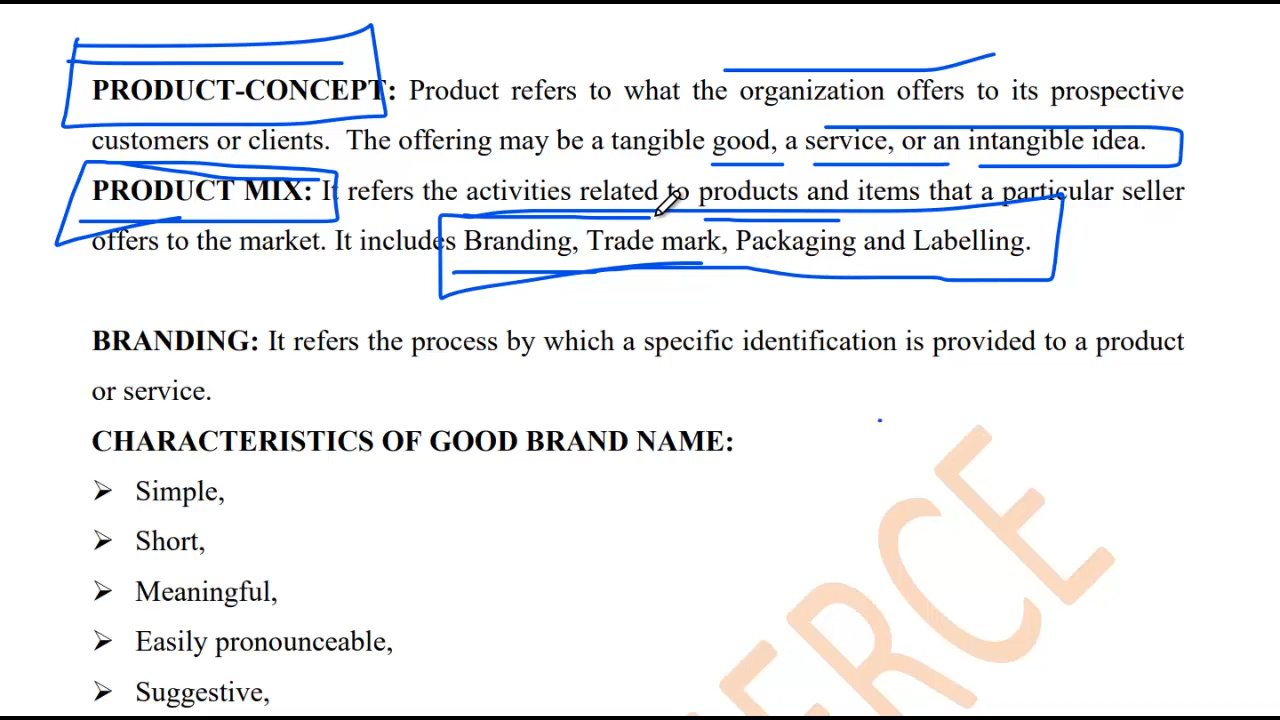 PRODUCT-CONCEPT: Product refers to what the organization offers to its prospective
customers or clients. The offering may be a tangible good, a service, or an intangible idea.
PRODUCT MIX: It refers the activities related to products and items that a particular seller
offers to the market. It includes Branding, Trade mark, Packaging and Labelling.
BRANDING: It refers the process by which a specific identification is provided to a product
or service.
CHARACTERISTICS OF GOOD BRAND NAME:
➢ Simple,
➢ Short,
➢ Meaningful,
➢ Easily pronounceable,
➢ Suggestive,
ERCE